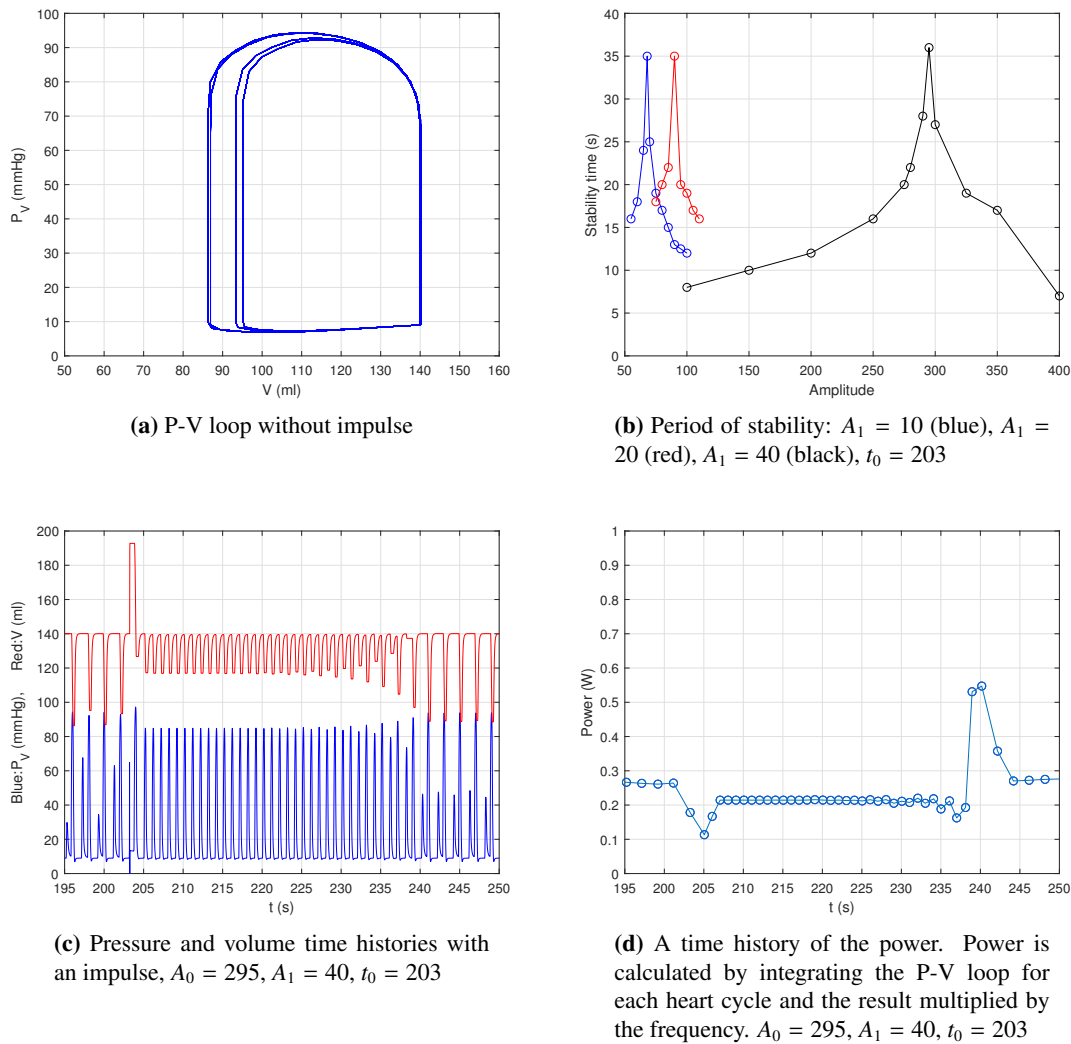 100
90
80
70
60
50
40
30
20
10
0
P_V (mmHg)
50 60 70 80 90 100 110 120 130 140 150 160
V (ml)
(a) P-V loop without impulse
40
35
30
25
20
15
10
5
0
Stability time (s)
50 100 150 200 250 300 350 400
Amplitude
(b) Period of stability: A_1 = 10 (blue), A_1 =
20 (red), A_1 = 40 (black), t_0 = 203
200
180
160
140
120
100
80
60
40
20
0
Blue:P_V (mmHg), Red:V (ml)
195 200 205 210 215 220 225 230 235 240 245 250
t (s)
(c) Pressure and volume time histories with
an impulse, A_0 = 295, A_1 = 40, t_0 = 203
1
0.9
0.8
0.7
0.6
0.5
0.4
0.3
0.2
0.1
0
Power (W)
195 200 205 210 215 220 225 230 235 240 245 250
t (s)
(d) A time history of the power. Power is
calculated by integrating the P-V loop for
each heart cycle and the result multiplied by
the frequency. A_0 = 295, A_1 = 40, t_0 = 203